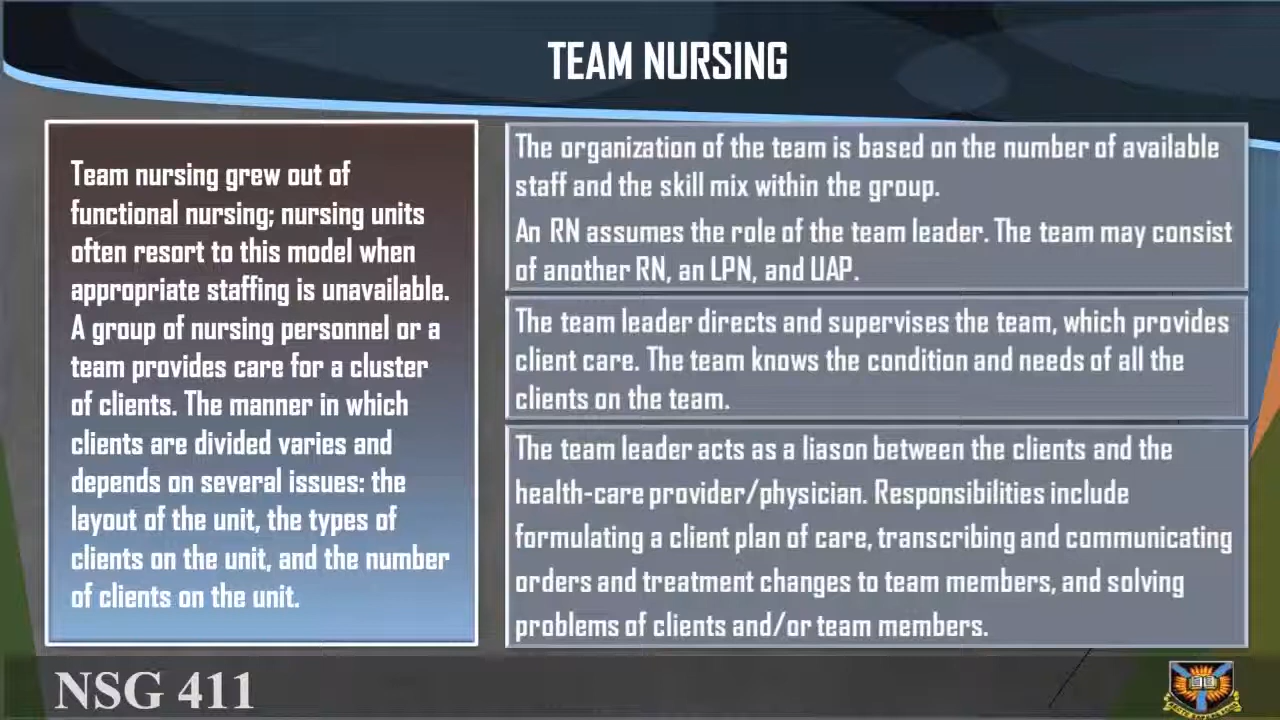 TEAM NURSING
Team nursing grew out of
functional nursing; nursing units
often resort to this model when
appropriate staffing is unavailable.
A group of nursing personnel or a
team provides care for a cluster
of clients. The manner in which
clients are divided varies and
depends on several issues: the
layout of the unit, the types of
clients on the unit, and the number
of clients on the unit.
The organization of the team is based on the number of available
staff and the skill mix within the group.
An RN assumes the role of the team leader. The team may consist
of another RN, an LPN, and UAP.
The team leader directs and supervises the team, which provides
client care. The team knows the condition and needs of all the
clients on the team.
The team leader acts as a liason between the clients and the
health-care provider/physician. Responsibilities include
formulating a client plan of care, transcribing and communicating
orders and treatment changes to team members, and solving
problems of clients and/or team members.
NSG 411